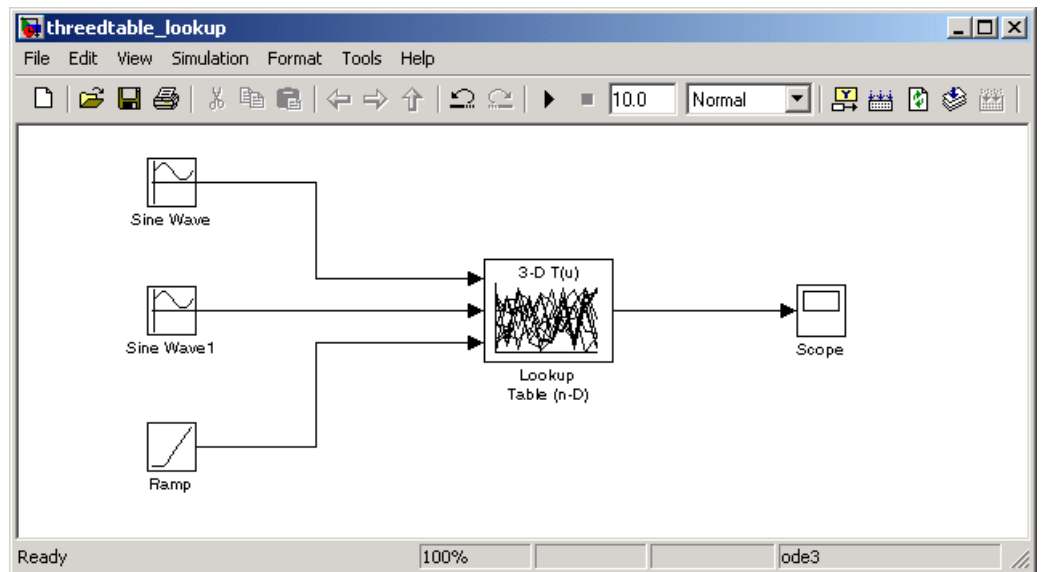 threedtable_lookup
File Edit View Simulation Format Tools Help
10.0 Normal
Sine Wave
3-D T(u)
Sine Wave1
Scope
Lookup
Table (n-D)
Ramp
Ready 100% ode3